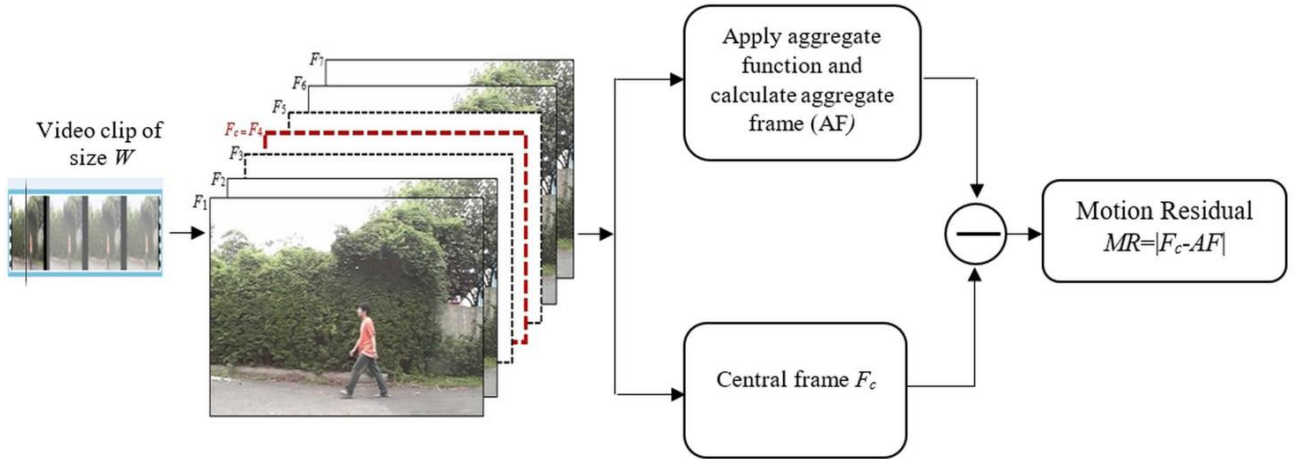 Video clip of
size W
F7
F6
F5
Fc = F4
F3
F2
F1
Apply aggregate
function and
calculate aggregate
frame (AF)
Central frame Fc
Motion Residual
MR=|Fc-AF|